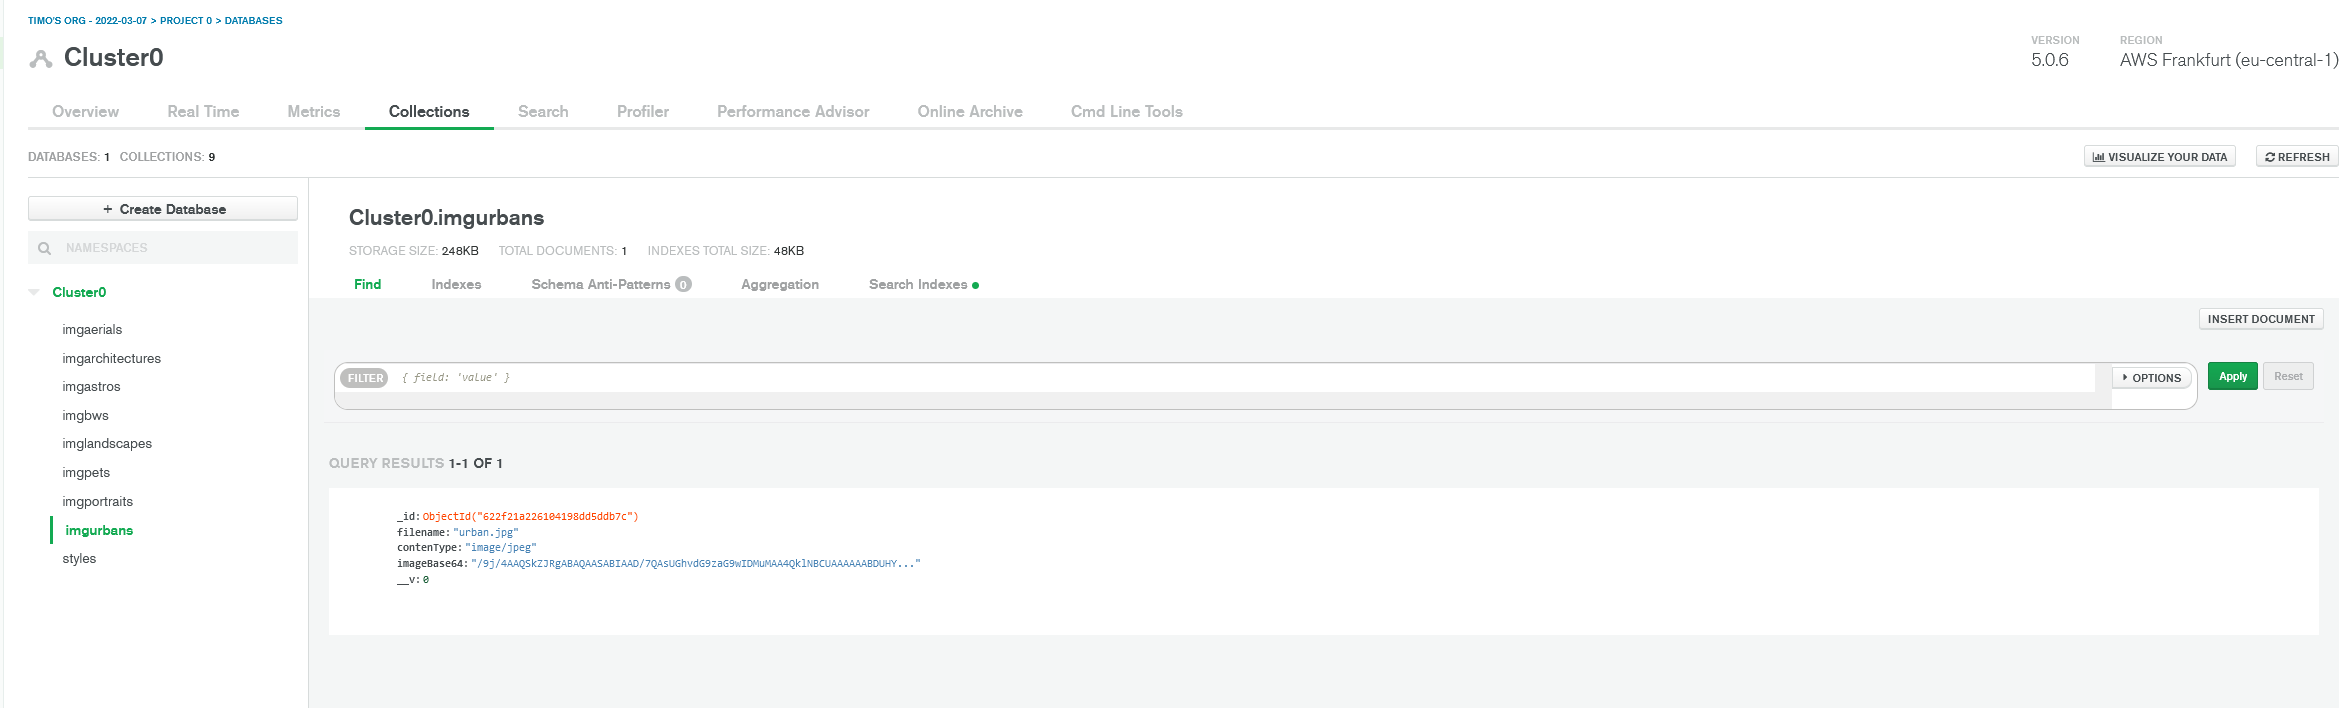 TIMO'S ORG - 2022-03-07 > PROJECT 0 > DATABASES
Cluster0
VERSION
5.0.6
REGION
AWS Frankfurt (eu-central-1)
Overview Real Time Metrics Collections Search Profiler Performance Advisor Online Archive Cmd Line Tools
DATABASES: 1 COLLECTIONS: 9
VISUALIZE YOUR DATA
REFRESH
+ Create Database
NAMESPACES
Cluster0
imgaerials
imgarchitectures
imgastros
imgbws
imglandscapes
imgpets
imgportraits
imgurbans
styles
Cluster0.imgurbans
STORAGE SIZE: 248KB TOTAL DOCUMENTS: 1 INDEXES TOTAL SIZE: 48KB
Find Indexes Schema Anti-Patterns 0 Aggregation Search Indexes
INSERT DOCUMENT
FILTER { field: 'value' }
OPTIONS
Apply
Reset
QUERY RESULTS 1-1 OF 1
_id: ObjectId("622f21a226104198dd5ddb7c")
filename: "urban.jpg"
contenType: "image/jpeg"
imageBase64: "/9j/4AAQSkZJRgABAQAASABIAAD/7QAsUGhvdG9zaG9wIDMuMAA4QklNBCUAAAAAABDUHY..."
__v: 0